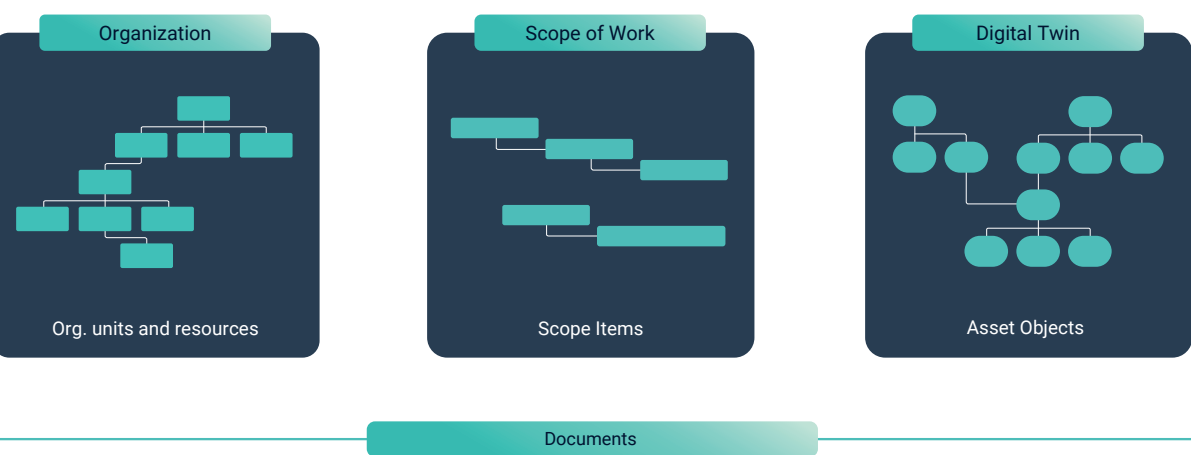 Organization
Scope of Work
Digital Twin
Org. units and resources
Scope Items
Asset Objects
Documents